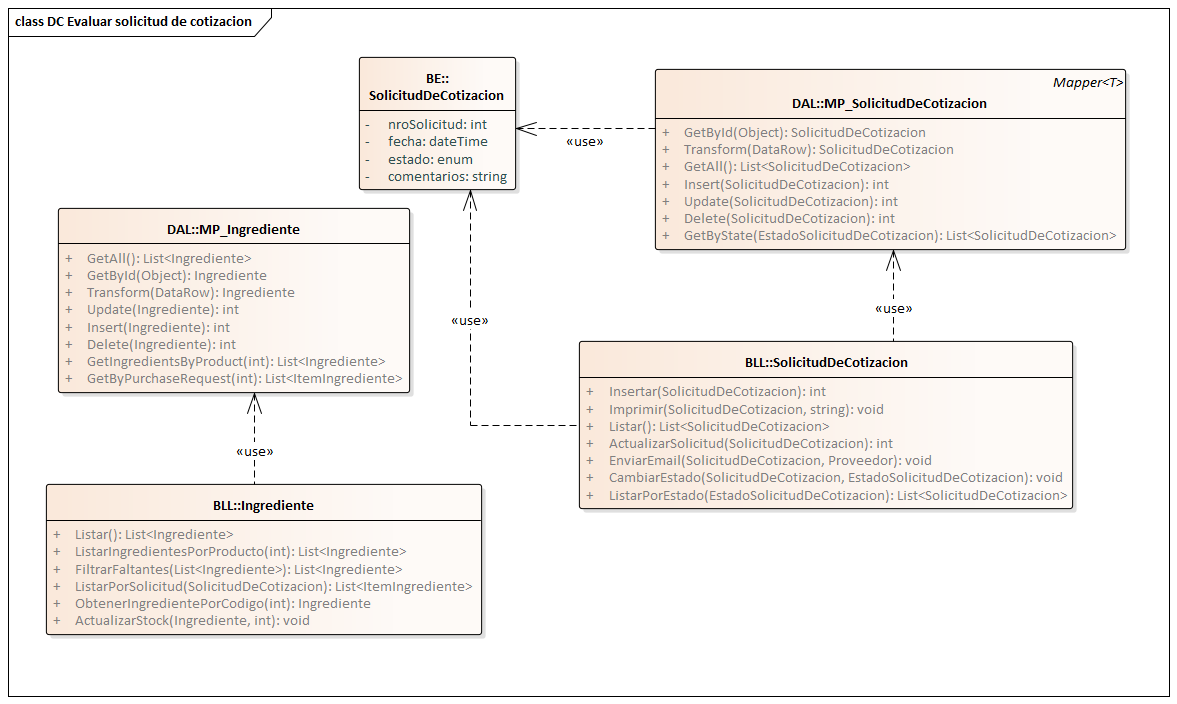 class DC Evaluar solicitud de cotizacion
BE::
SolicitudDeCotizacion
- nroSolicitud: int
- fecha: dateTime
- estado: enum
- comentarios: string
Mapper<T>
DAL::MP_SolicitudDeCotizacion
+ GetById(Object): SolicitudDeCotizacion
+ Transform(DataRow): SolicitudDeCotizacion
+ GetAll(): List<SolicitudDeCotizacion>
+ Insert(SolicitudDeCotizacion): int
+ Update(SolicitudDeCotizacion): int
+ Delete(SolicitudDeCotizacion): int
+ GetByState(EstadoSolicitudDeCotizacion): List<SolicitudDeCotizacion>
«use»
DAL::MP_Ingrediente
+ GetAll(): List<Ingrediente>
+ GetById(Object): Ingrediente
+ Transform(DataRow): Ingrediente
+ Update(Ingrediente): int
+ Insert(Ingrediente): int
+ Delete(Ingrediente): int
+ GetIngredientsByProduct(int): List<Ingrediente>
+ GetByPurchaseRequest(int): List<ItemIngrediente>
«use»
«use»
BLL::SolicitudDeCotizacion
+ Insertar(SolicitudDeCotizacion): int
+ Imprimir(SolicitudDeCotizacion, string): void
+ Listar(): List<SolicitudDeCotizacion>
+ ActualizarSolicitud(SolicitudDeCotizacion): int
+ EnviarEmail(SolicitudDeCotizacion, Proveedor): void
+ CambiarEstado(SolicitudDeCotizacion, EstadoSolicitudDeCotizacion): void
+ ListarPorEstado(EstadoSolicitudDeCotizacion): List<SolicitudDeCotizacion>
«use»
BLL::Ingrediente
+ Listar(): List<Ingrediente>
+ ListarIngredientesPorProducto(int): List<Ingrediente>
+ FiltrarFaltantes(List<Ingrediente>): List<Ingrediente>
+ ListarPorSolicitud(SolicitudDeCotizacion): List<ItemIngrediente>
+ ObtenerIngredientePorCodigo(int): Ingrediente
+ ActualizarStock(Ingrediente, int): void